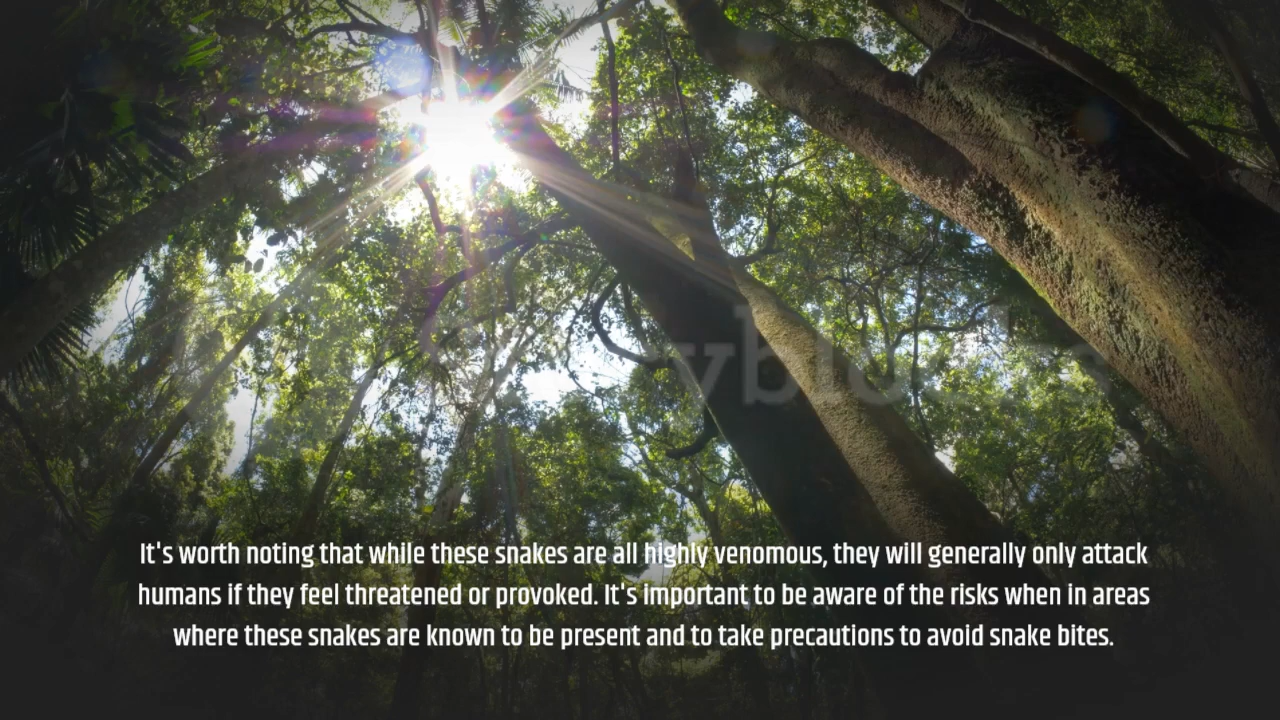 It's worth noting that while these snakes are all highly venomous, they will generally only attack
humans if they feel threatened or provoked. It's important to be aware of the risks when in areas
where these snakes are known to be present and to take precautions to avoid snake bites.